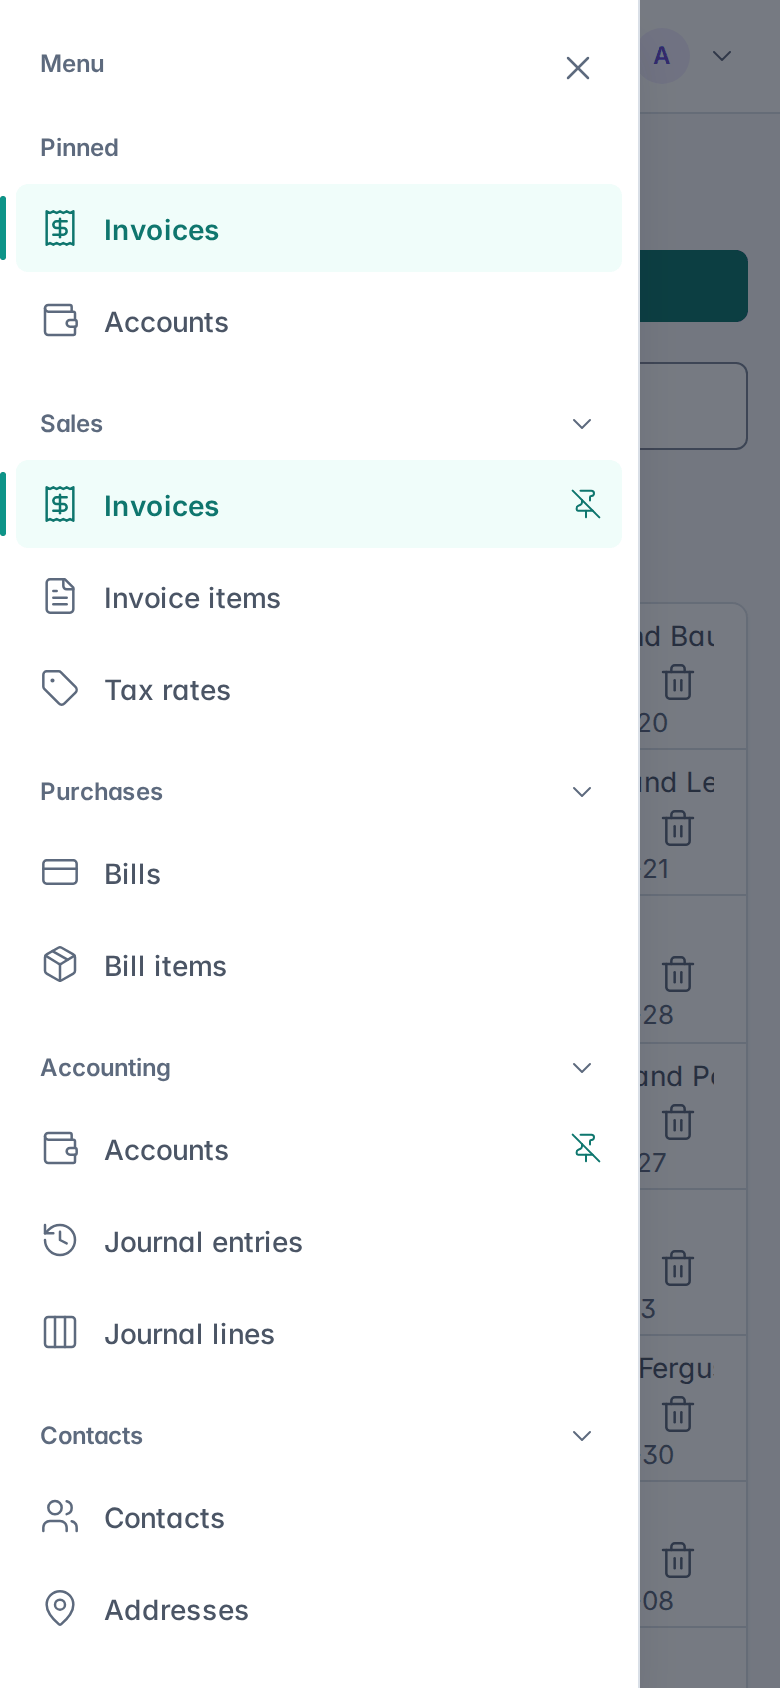 Menu
A
Pinned
Invoices
Accounts
Sales
Invoices
Invoice items
Tax rates
Purchases
Bills
Bill items
Accounting
Accounts
Journal entries
Journal lines
Contacts
Contacts
Addresses
20
21
28
27
3
30
08